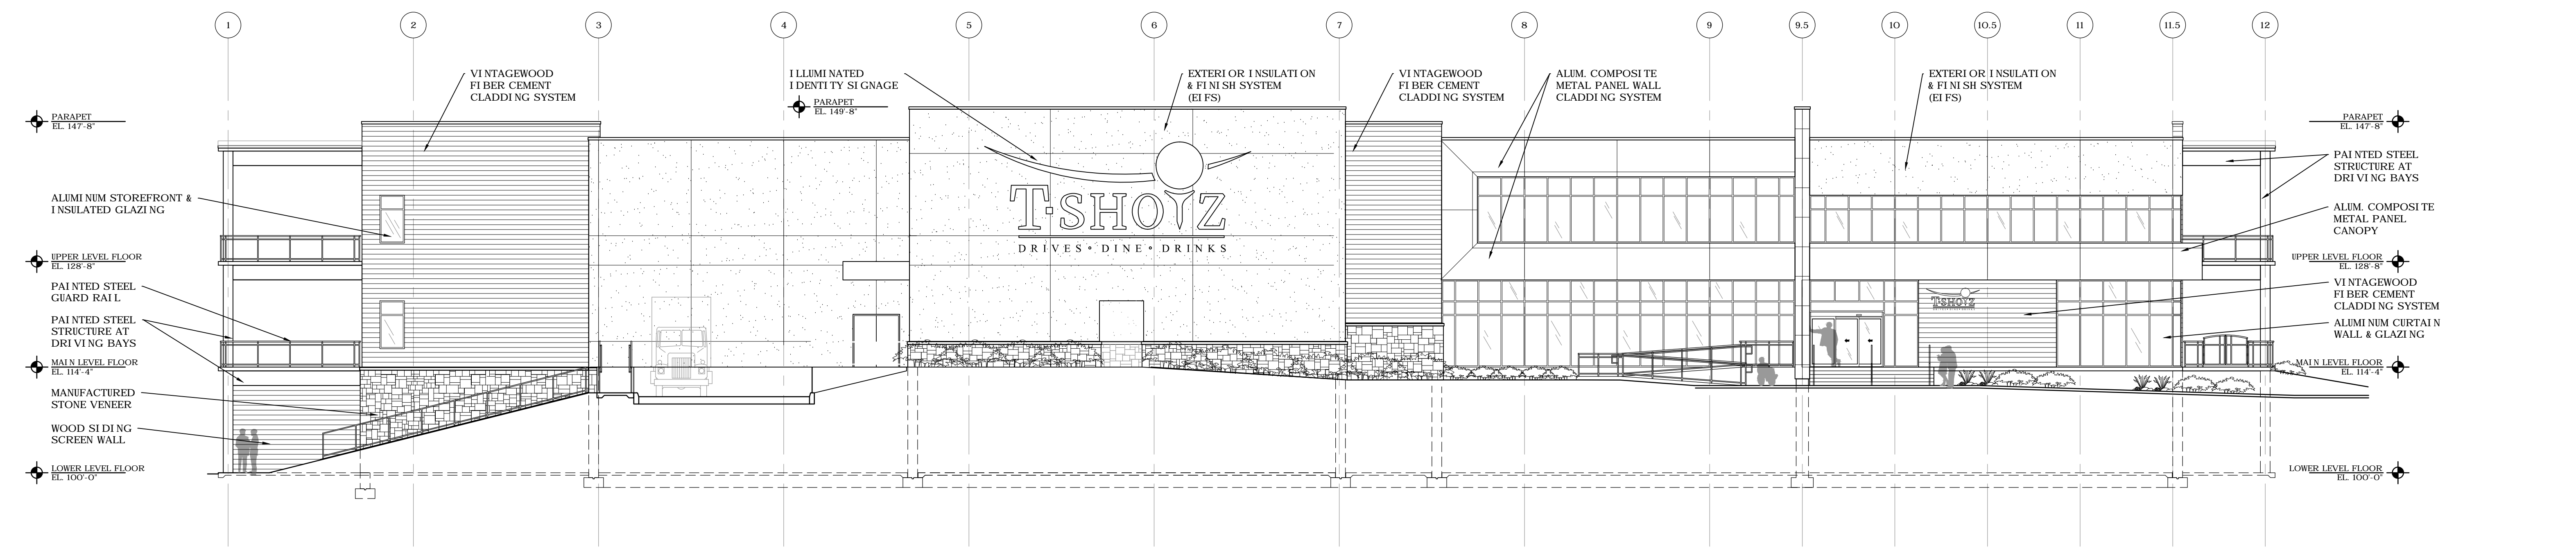 1 2 3 4 5 6 7 8 9 9.5 10 10.5 11 11.5 12
VINTAGEWOOD
FIBER CEMENT
CLADDING SYSTEM
ILLUMINATED
IDENTITY SIGNAGE
EXTERIOR INSULATION
& FINISH SYSTEM
(EIFS)
VINTAGEWOOD
FIBER CEMENT
CLADDING SYSTEM
ALUM. COMPOSITE
METAL PANEL WALL
CLADDING SYSTEM
EXTERIOR INSULATION
& FINISH SYSTEM
(EIFS)
PARAPET
EL. 149'-8"
PARAPET
EL. 147'-8"
ALUMINUM STOREFRONT &
INSULATED GLAZING
UPPER LEVEL FLOOR
EL. 128'-8"
PAINTED STEEL
GUARD RAIL
PAINTED STEEL
STRUCTURE AT
DRIVING BAYS
MAIN LEVEL FLOOR
EL. 114'-4"
MANUFACTURED
STONE VENEER
WOOD SIDING
SCREEN WALL
LOWER LEVEL FLOOR
EL. 100'-0"
T·SHOTZ
DRIVES • DINE • DRINKS
T·SHOTZ
PARAPET
EL. 147'-8"
PAINTED STEEL
STRUCTURE AT
DRIVING BAYS
ALUM. COMPOSITE
METAL PANEL
CANOPY
UPPER LEVEL FLOOR
EL. 128'-8"
VINTAGEWOOD
FIBER CEMENT
CLADDING SYSTEM
ALUMINUM CURTAIN
WALL & GLAZING
MAIN LEVEL FLOOR
EL. 114'-4"
LOWER LEVEL FLOOR
EL. 100'-0"